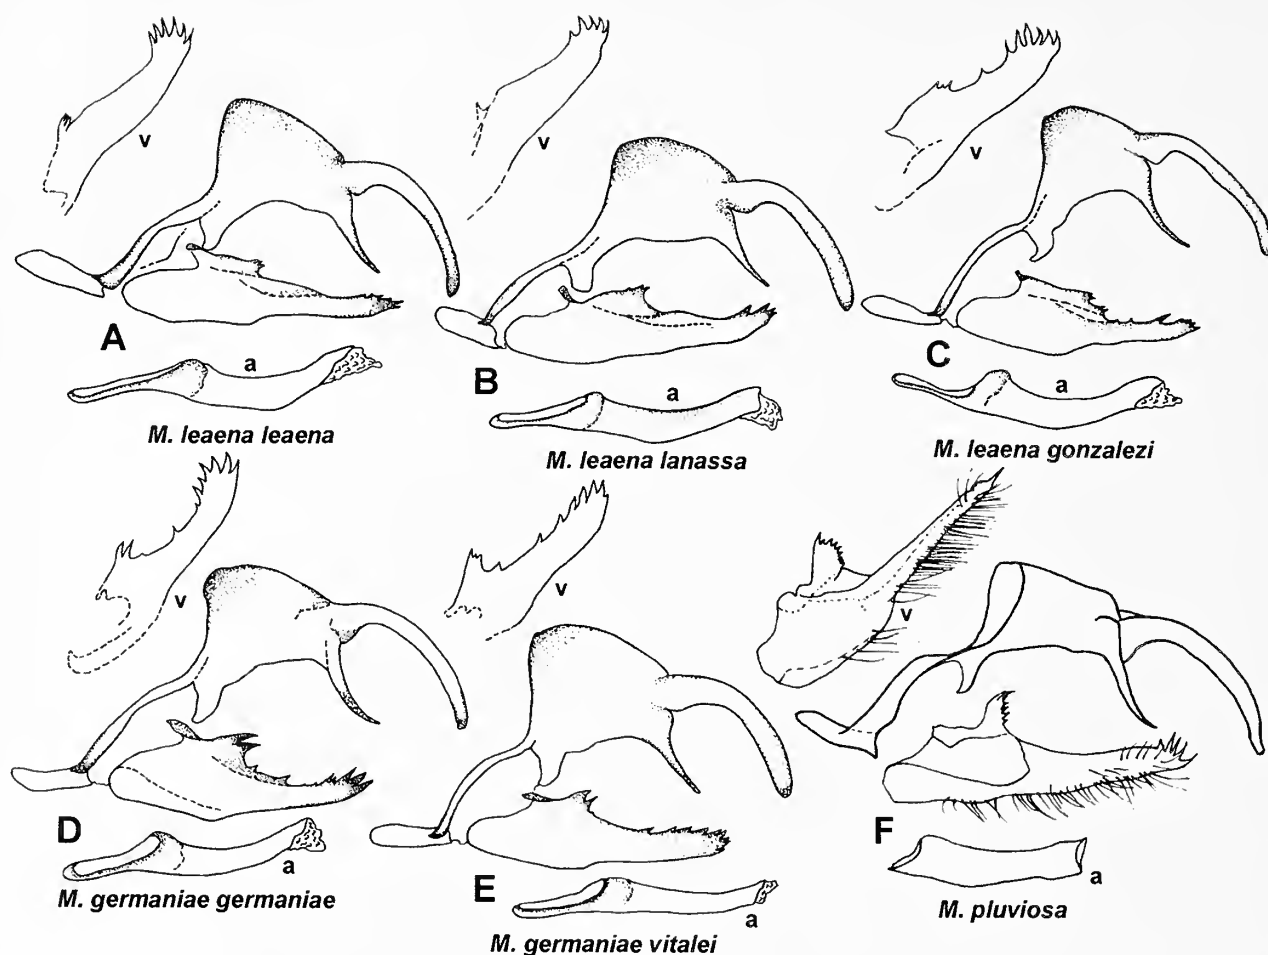 v
v
v
A
a
B
a
C
a
M. leaena leaena
M. leaena lanassa
M. leaena gonzalezi
v
v
v
D
a
E
a
F
a
M. germaniae germaniae
M. germaniae vitalei
M. pluviosa